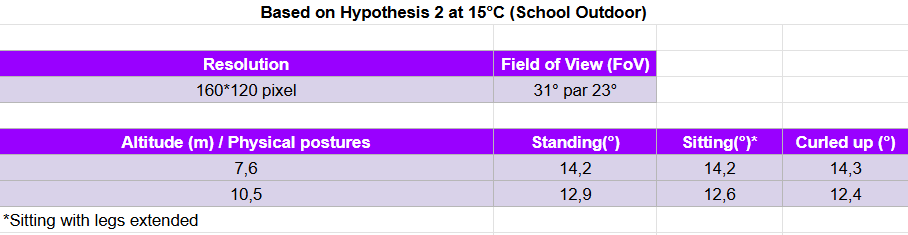 Based on Hypothesis 2 at 15°C (School Outdoor)
Resolution Field of View (FoV)
160*120 pixel 31° par 23°
Altitude (m) / Physical postures Standing(°) Sitting(°)* Curled up (°)
7,6 14,2 14,2 14,3
10,5 12,9 12,6 12,4
*Sitting with legs extended